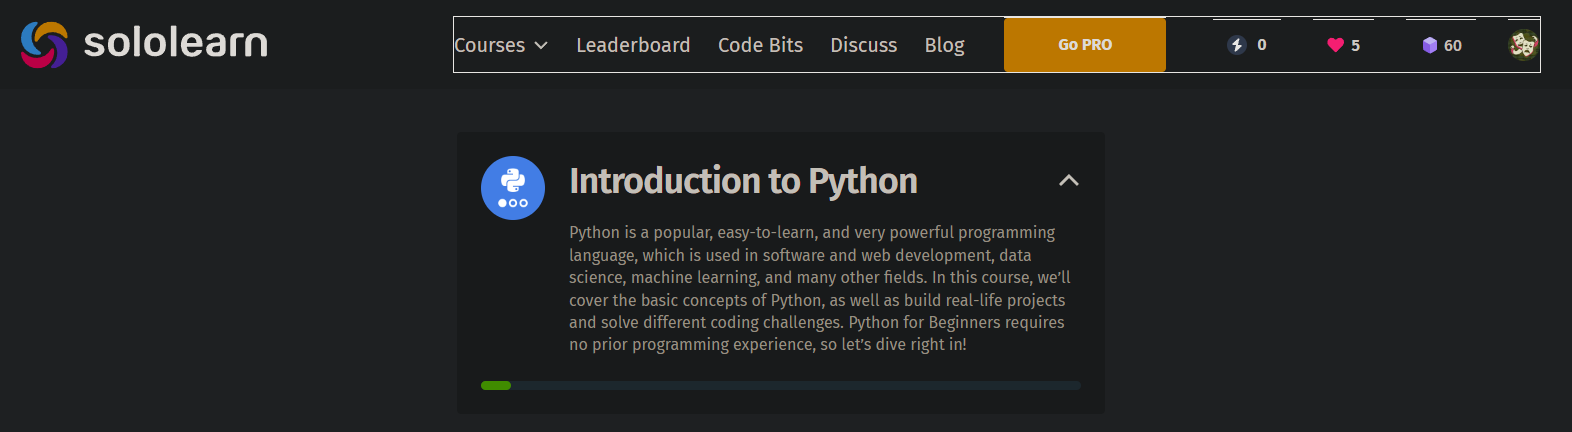 sololearn
Courses Leaderboard Code Bits Discuss Blog Go PRO 0 5 60
Introduction to Python
Python is a popular, easy-to-learn, and very powerful programming
language, which is used in software and web development, data
science, machine learning, and many other fields. In this course, we’ll
cover the basic concepts of Python, as well as build real-life projects
and solve different coding challenges. Python for Beginners requires
no prior programming experience, so let’s dive right in!